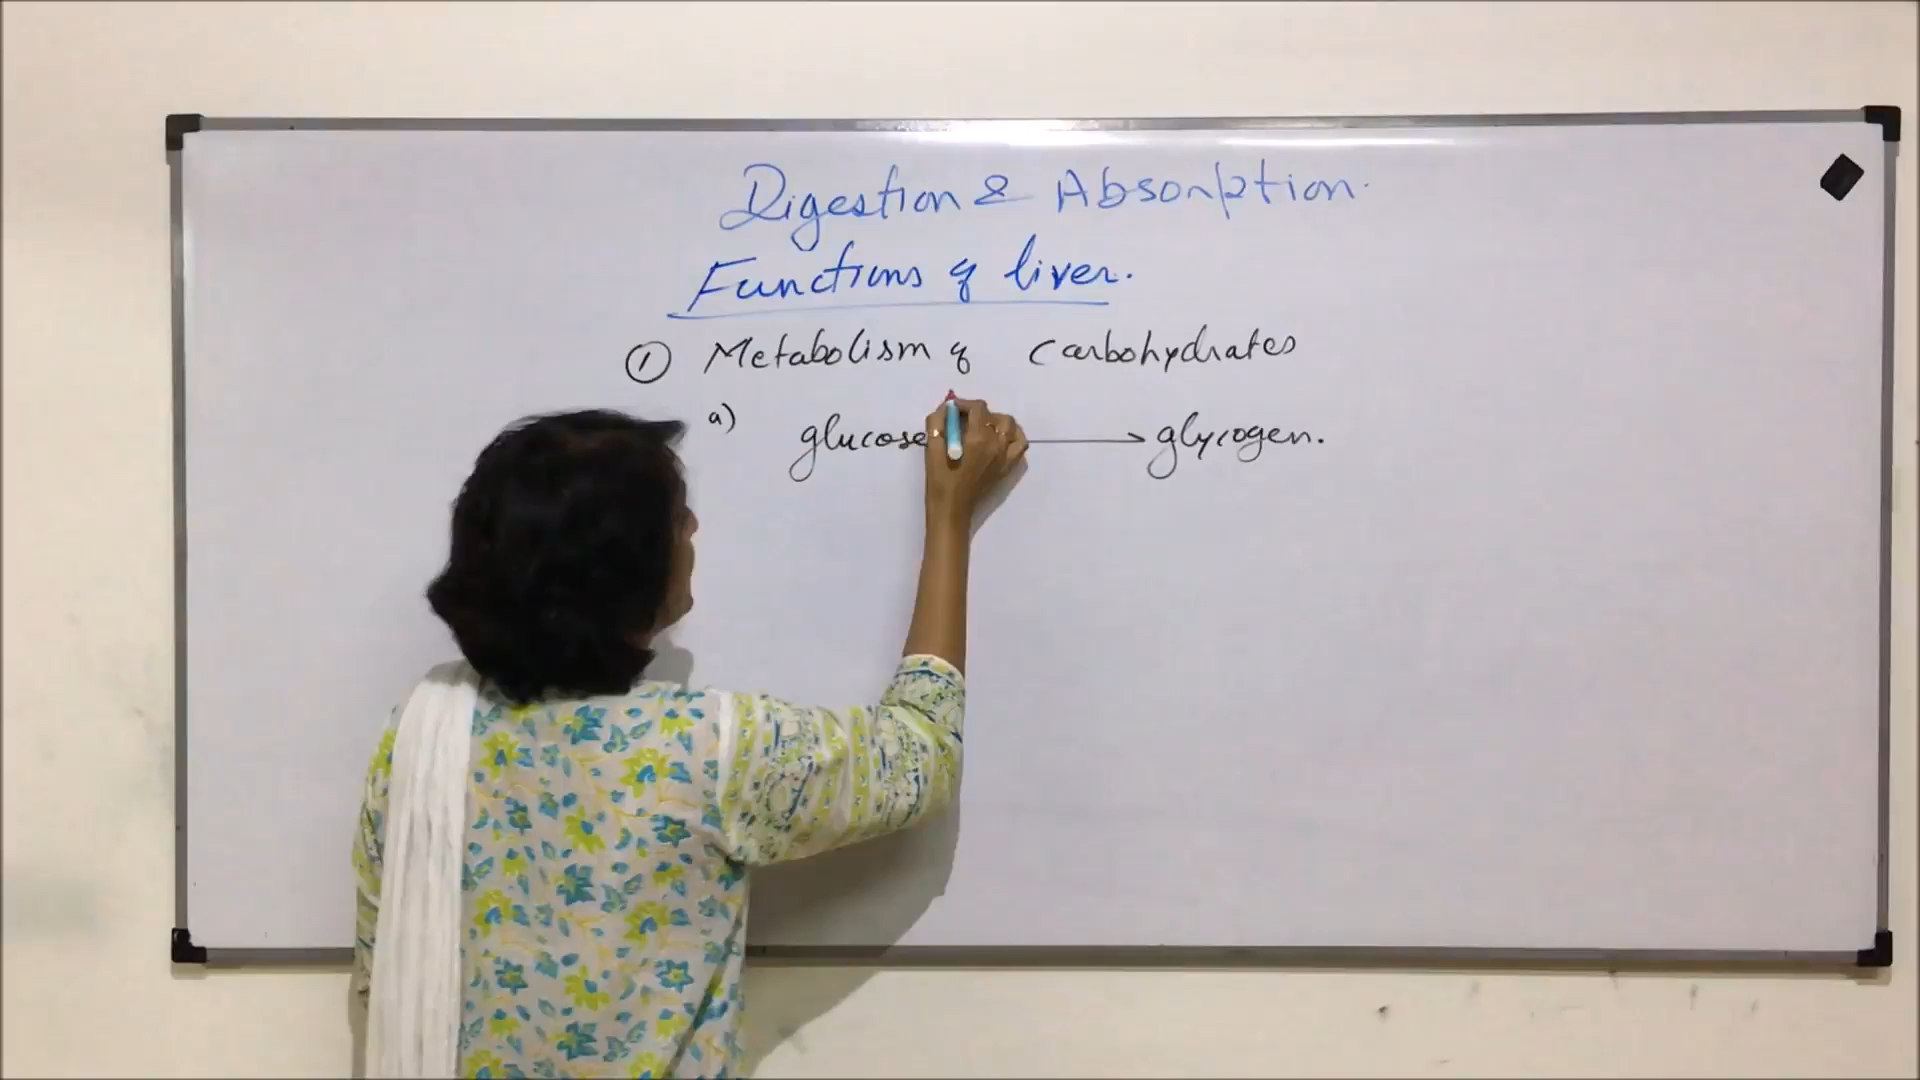 Digestion & Absorption.
Functions of liver.
① Metabolism of Carbohydrates
a) glucose → glycogen.